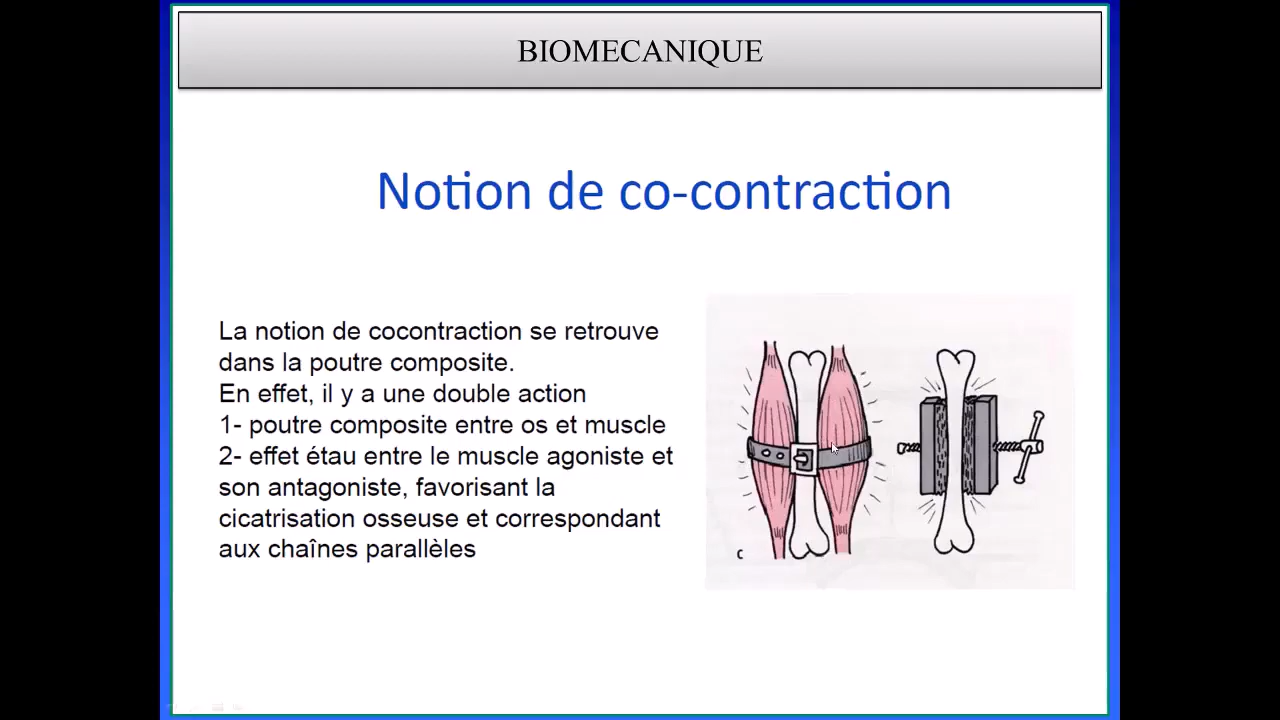 BIOMECANIQUE
Notion de co-contraction
La notion de cocontraction se retrouve
dans la poutre composite.
En effet, il y a une double action
1- poutre composite entre os et muscle
2- effet étau entre le muscle agoniste et
son antagoniste, favorisant la
cicatrisation osseuse et correspondant
aux chaînes parallèles
C